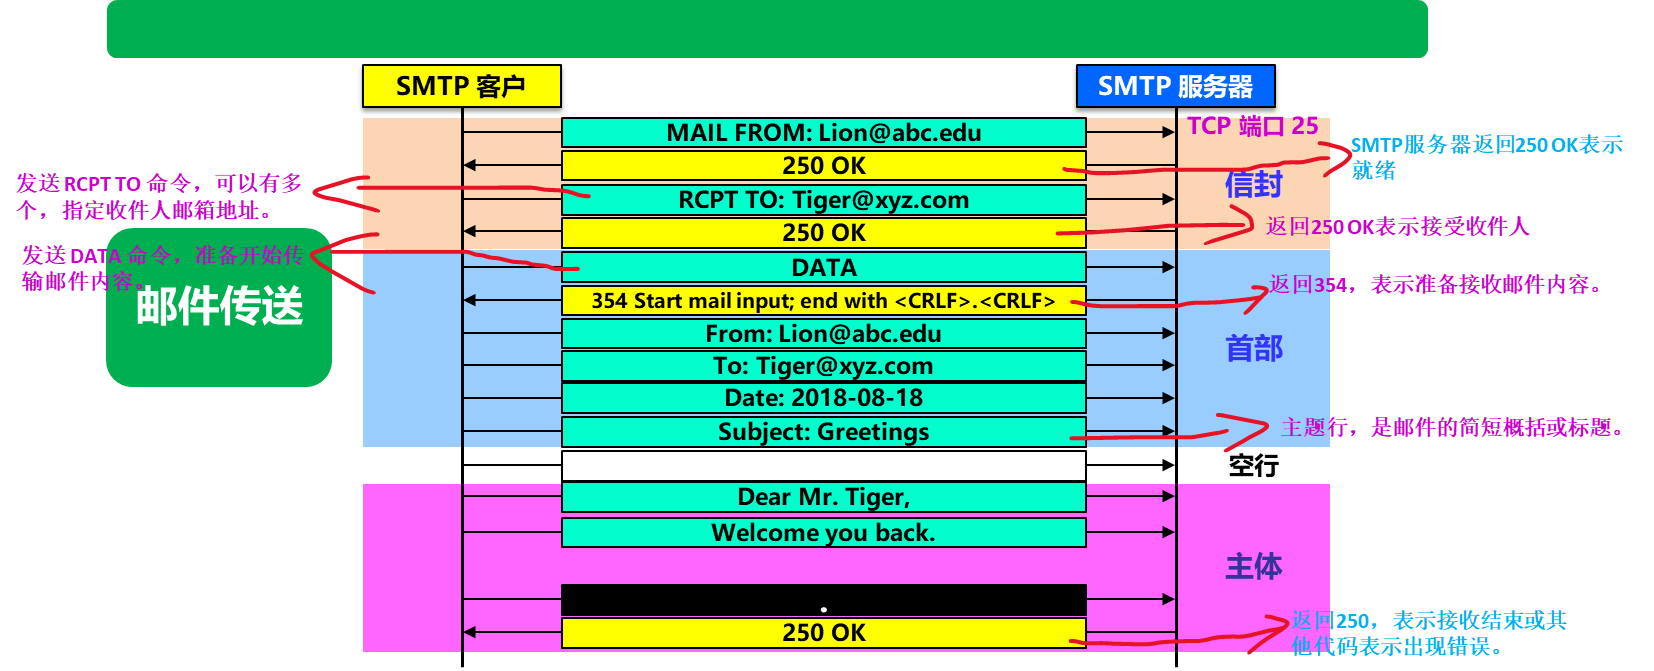 SMTP 客户
SMTP 服务器
MAIL FROM: Lion@abc.edu
TCP 端口 25
250 OK
SMTP服务器返回250 OK表示
就绪
发送 RCPT TO 命令，可以有多
个，指定收件人邮箱地址。
RCPT TO: Tiger@xyz.com
信封
250 OK
返回250 OK表示接受收件人
发送 DATA 命令，准备开始传
输邮件内容。
邮件传送
DATA
354 Start mail input; end with <CRLF>.<CRLF>
返回354，表示准备接收邮件内容。
From: Lion@abc.edu
首部
To: Tiger@xyz.com
Date: 2018-08-18
Subject: Greetings
主题行，是邮件的简短概括或标题。
空行
Dear Mr. Tiger,
Welcome you back.
主体
.
250 OK
返回250，表示接收结束或其
他代码表示出现错误。